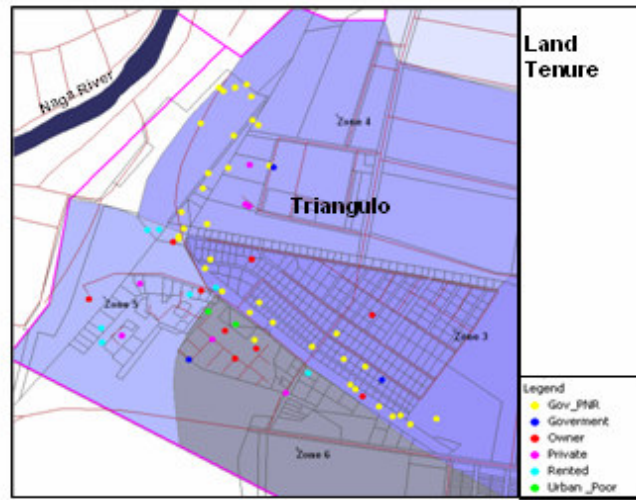 Land
Tenure
Naga River
Zone 4
Triangulo
Zone 5
Zone 3
Zone 6
Legend
Gov_PNR
Goverment
Owner
Private
Rented
Urban _Poor